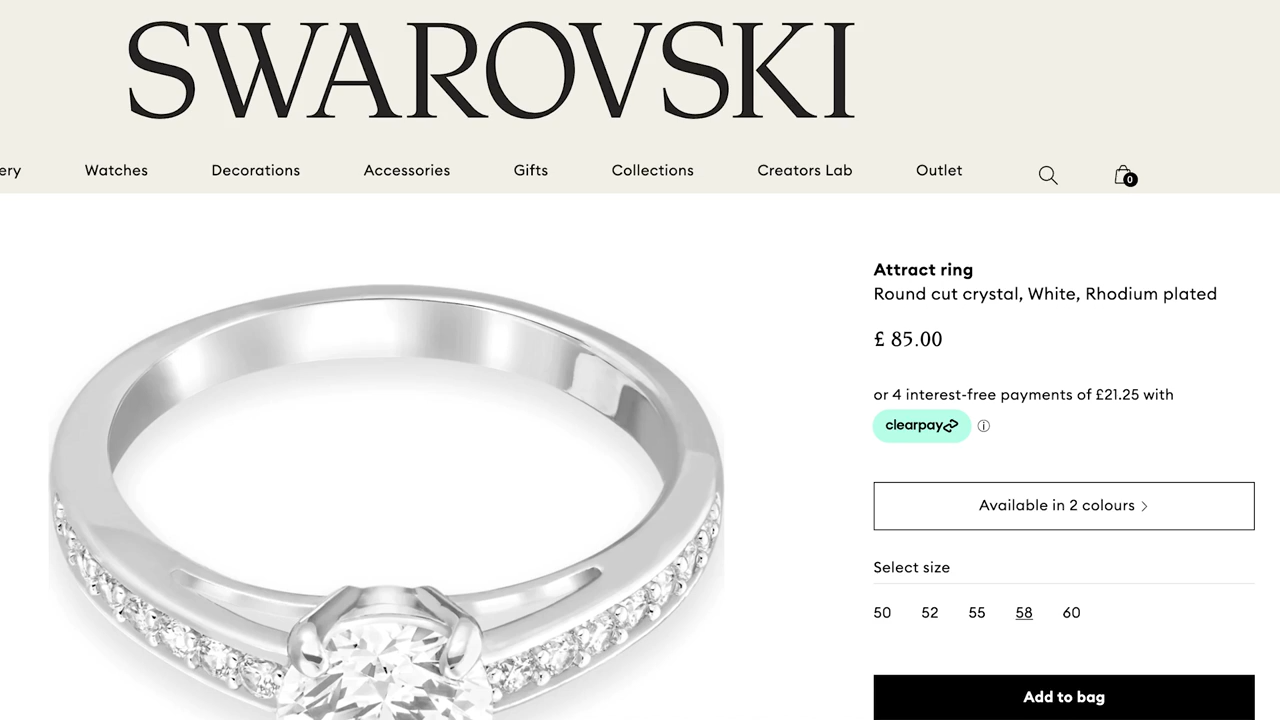 SWAROVSKI
ery Watches Decorations Accessories Gifts Collections Creators Lab Outlet 0
Attract ring
Round cut crystal, White, Rhodium plated
£ 85.00
or 4 interest-free payments of £21.25 with
clearpay
Available in 2 colours
Select size
50 52 55 58 60
Add to bag